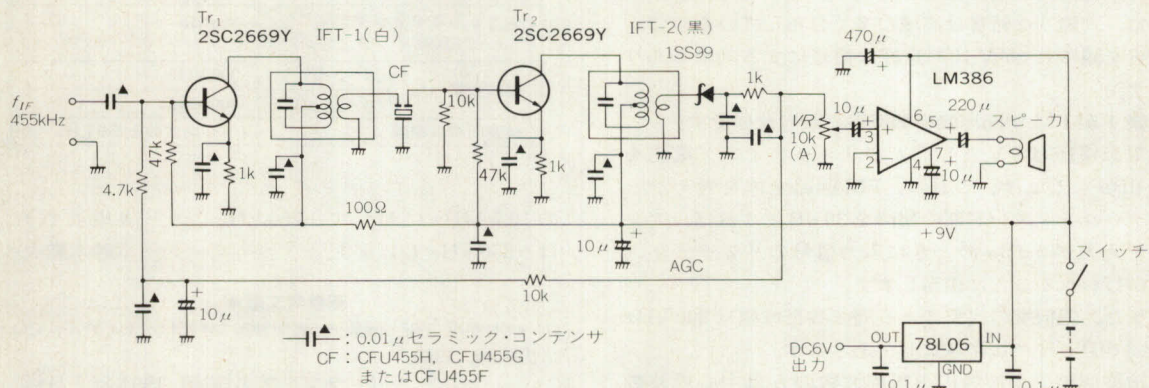 Tr₁
2SC2669Y
IFT-1(白)
Tr₂
2SC2669Y
IFT-2(黒)
1SS99
470μ
LM386
CF
1k
220μ
スピーカ
f_IF
455kHz
47k
4.7k
1k
10k
47k
1k
VR
10k
(A)
10μ
+
3
2
−
6
5
7
4
10μ
+9V
100Ω
10μ
AGC
10k
10μ
スイッチ
▲ : 0.01μセラミック・コンデンサ
CF : CFU455H, CFU455G
またはCFU455F
DC6V
出力
OUT
78L06
IN
GND
0.1μ
0.1μ